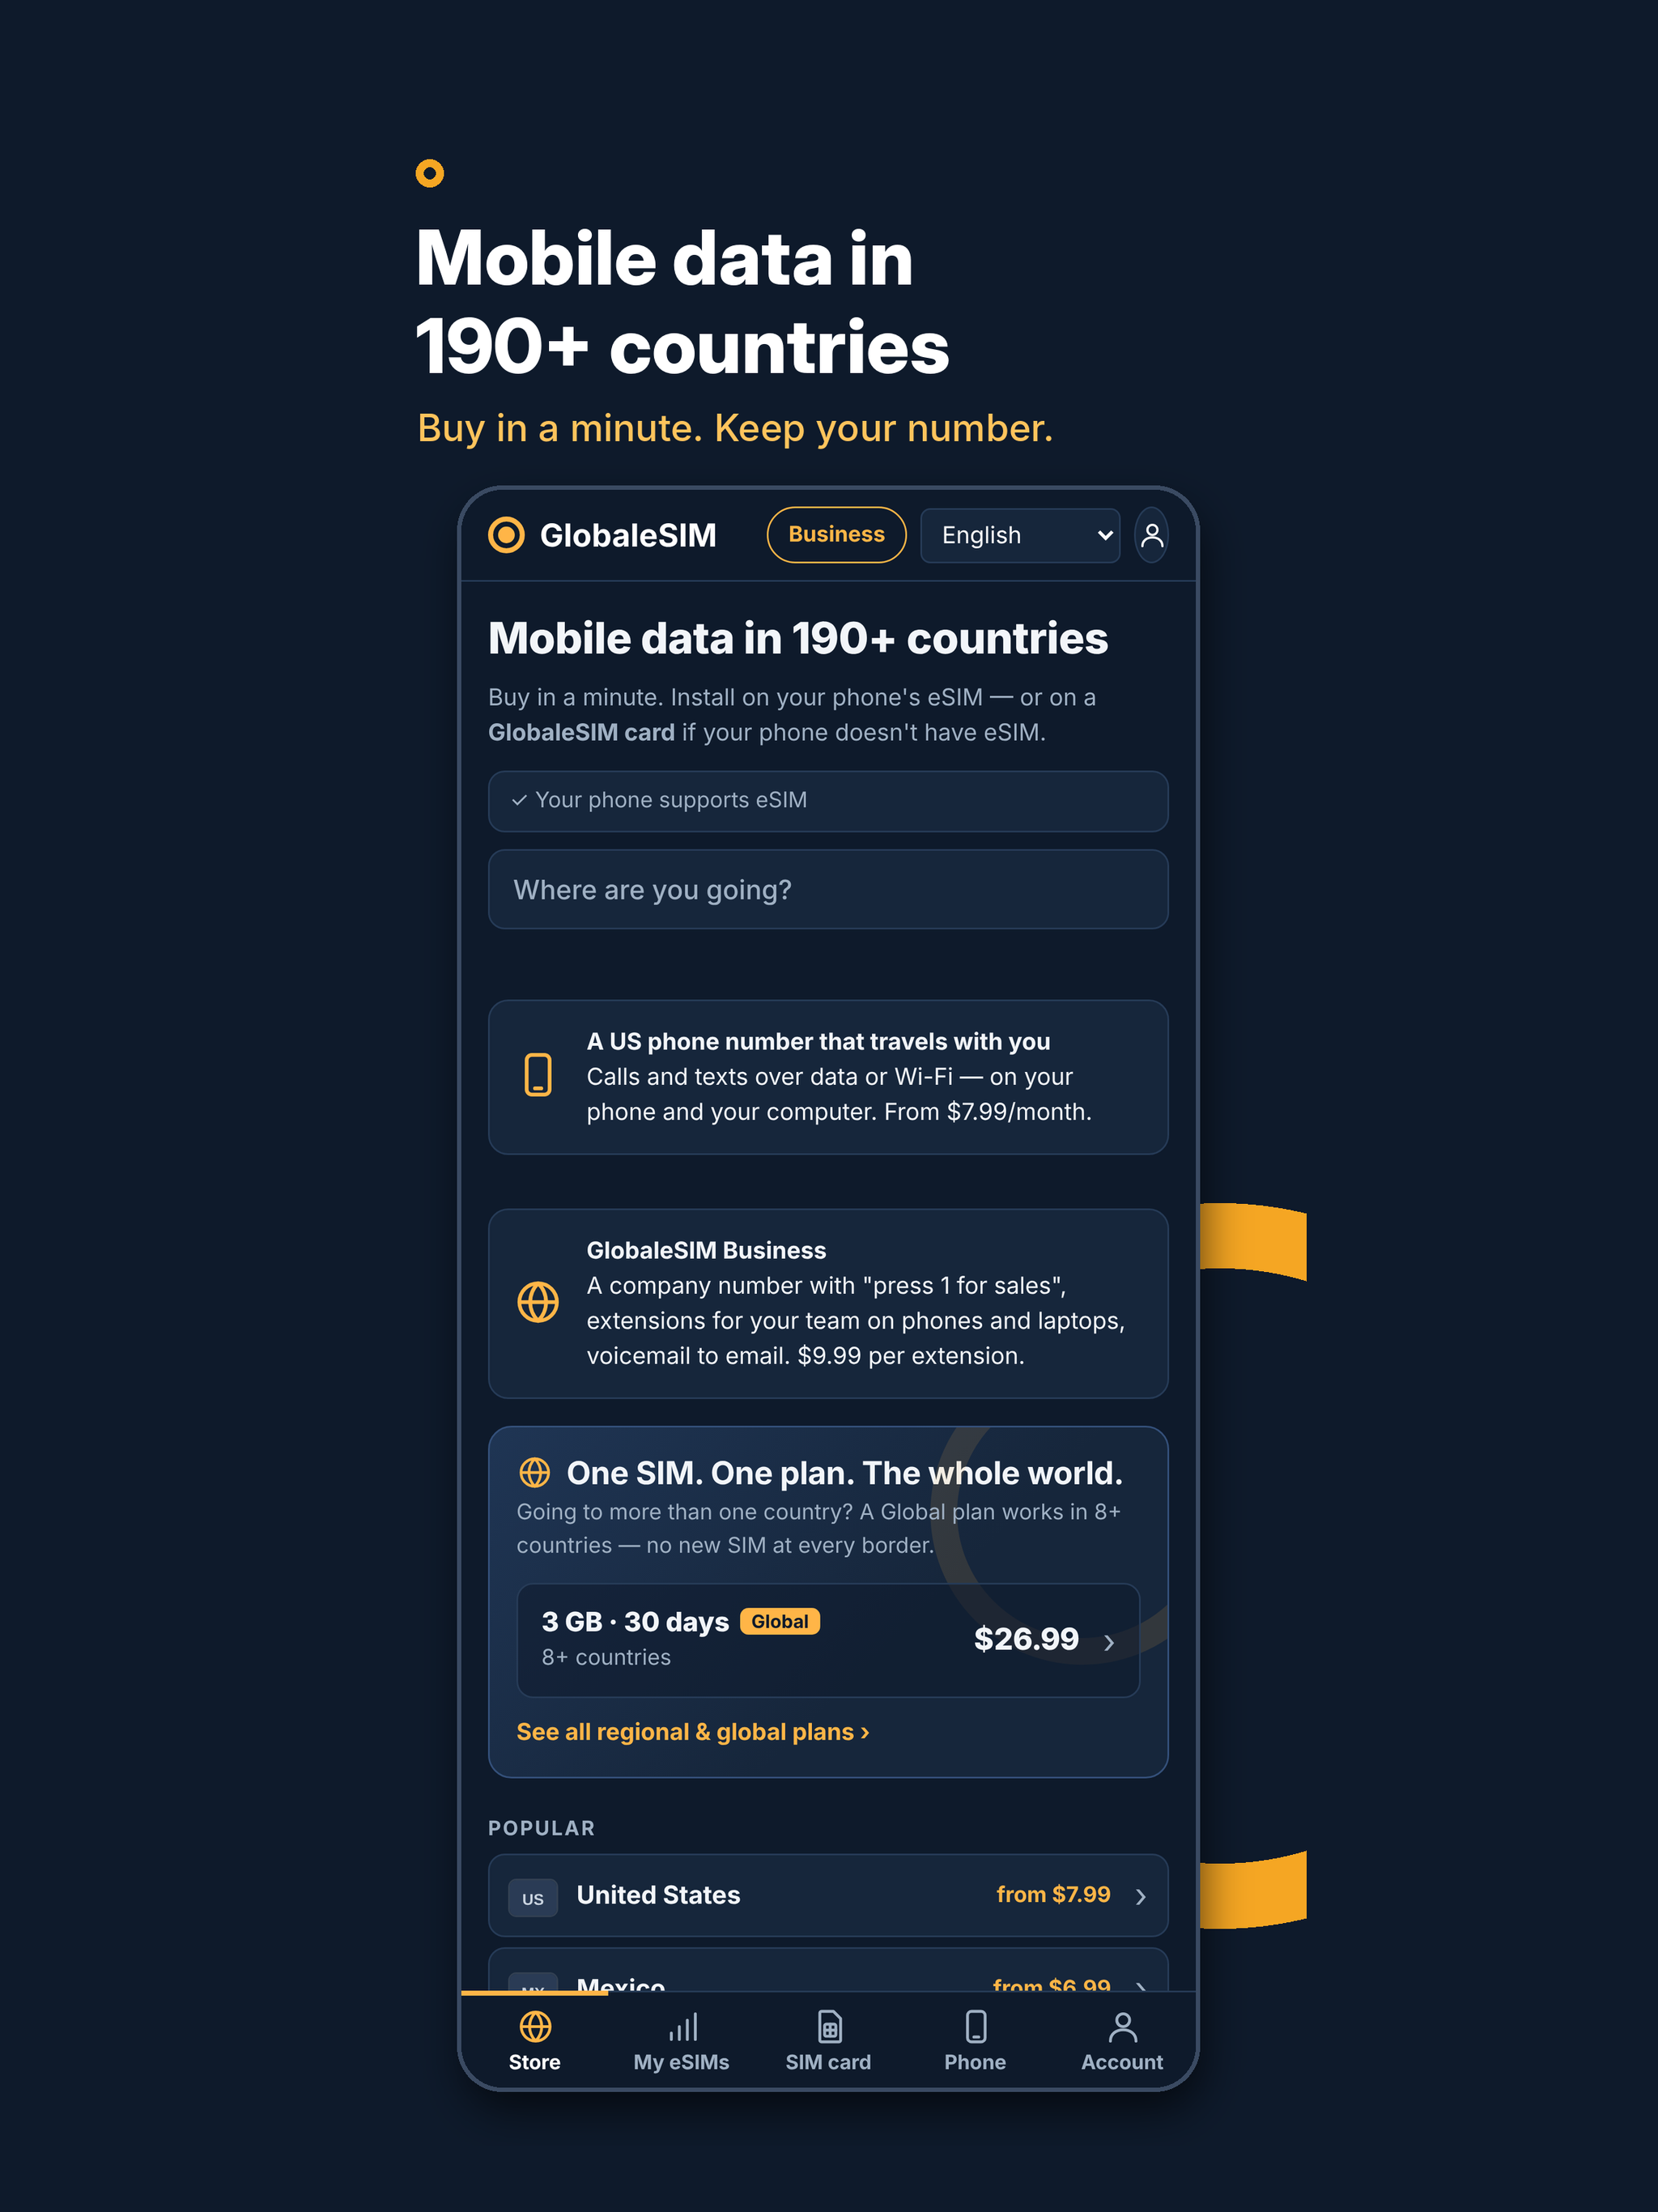 Mobile data in
190+ countries
Buy in a minute. Keep your number.
GlobaleSIM
Business
English
Mobile data in 190+ countries
Buy in a minute. Install on your phone's eSIM — or on a
GlobaleSIM card if your phone doesn't have eSIM.
✓ Your phone supports eSIM
Where are you going?
A US phone number that travels with you
Calls and texts over data or Wi-Fi — on your
phone and your computer. From $7.99/month.
GlobaleSIM Business
A company number with "press 1 for sales",
extensions for your team on phones and laptops,
voicemail to email. $9.99 per extension.
One SIM. One plan. The whole world.
Going to more than one country? A Global plan works in 8+
countries — no new SIM at every border.
3 GB · 30 days Global
8+ countries
$26.99 ›
See all regional & global plans ›
POPULAR
US United States from $7.99 ›
MX Mexico from $6.99 ›
Store
My eSIMs
SIM card
Phone
Account